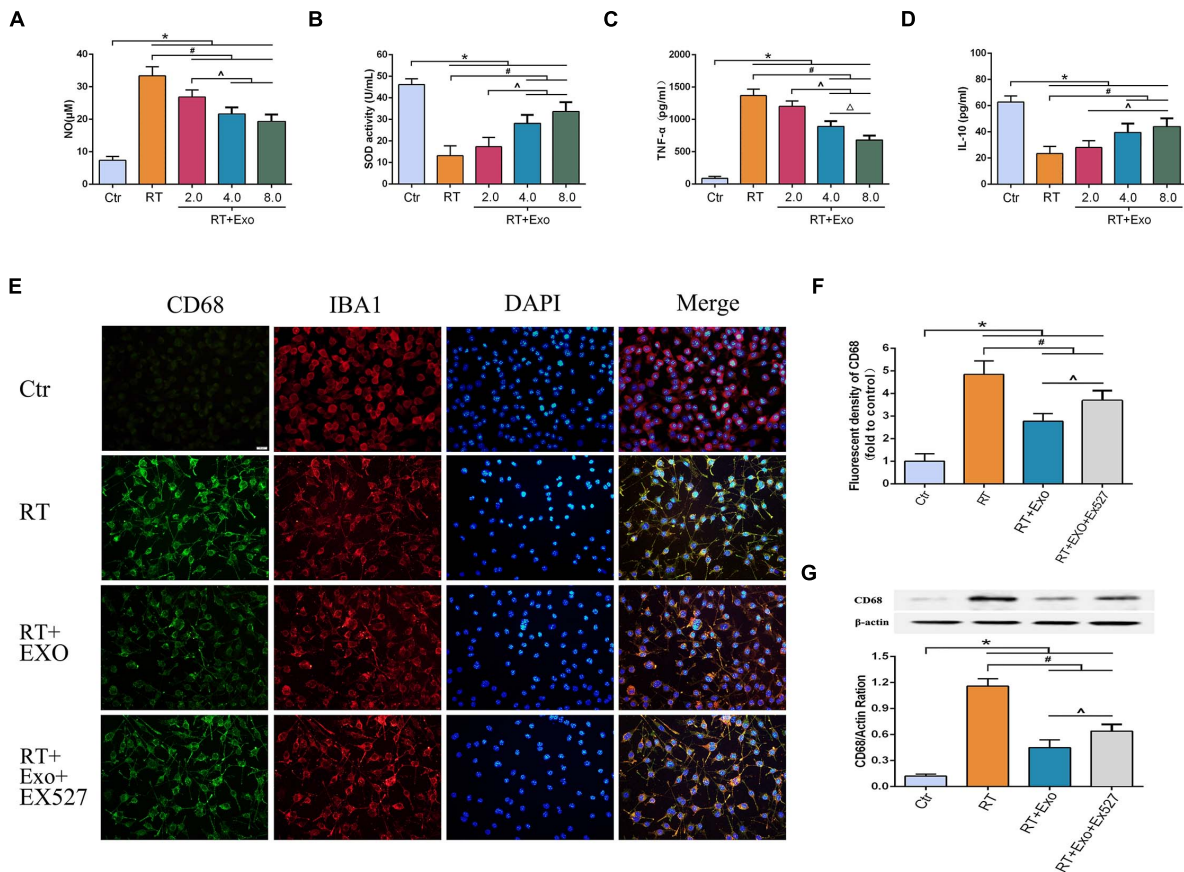 A
B
C
D
NO(μM)
40
30
20
10
0
*
#
^
Ctr
RT
2.0
4.0
8.0
RT+Exo
SOD activity (U/mL)
60
50
40
30
20
10
0
*
#
^
Ctr
RT
2.0
4.0
8.0
RT+Exo
TNF-α (pg/ml)
2000
1500
1000
500
0
*
#
^
△
Ctr
RT
2.0
4.0
8.0
RT+Exo
IL-10 (pg/ml)
100
80
60
40
20
0
*
#
^
Ctr
RT
2.0
4.0
8.0
RT+Exo
E
CD68 IBA1 DAPI Merge
Ctr
RT
RT+
EXO
RT+
Exo+
EX527
F
Fluorescent density of CD68
(fold to control)
6
5
4
3
2
1
0
*
#
^
Ctr
RT
RT+Exo
RT+EXO+Ex527
G
CD68
β-actin
CD68/Actin Ration
1.5
1.2
0.9
0.6
0.3
0.0
*
#
^
Ctr
RT
RT+Exo
RT+Exo+Ex527